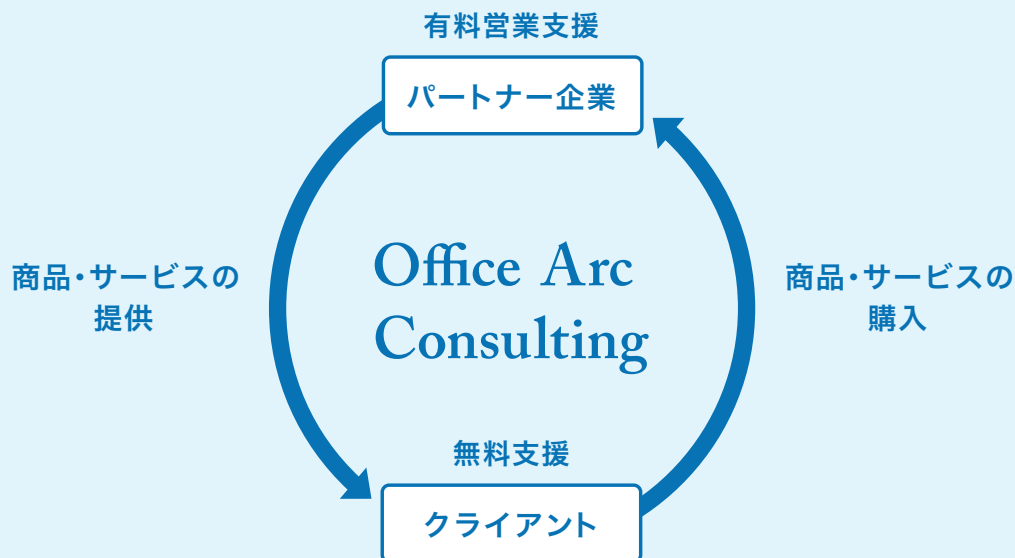 有料営業支援
パートナー企業
商品・サービスの
提供
Office Arc
Consulting
商品・サービスの
購入
無料支援
クライアント